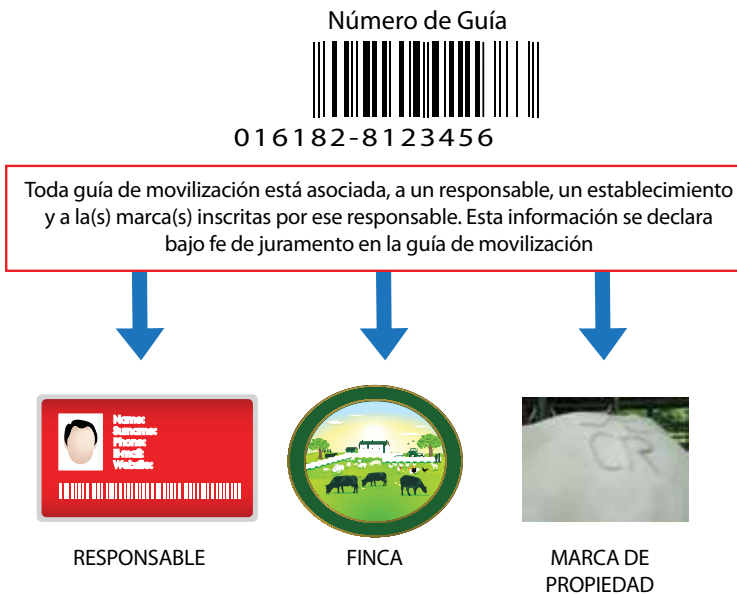 Número de Guía
016182-8123456
Toda guía de movilización está asociada, a un responsable, un establecimiento
y a la(s) marca(s) inscritas por ese responsable. Esta información se declara
bajo fe de juramento en la guía de movilización
Name:
Surname:
Phone:
E-mail:
Website:
CR
RESPONSABLE
FINCA
MARCA DE
PROPIEDAD